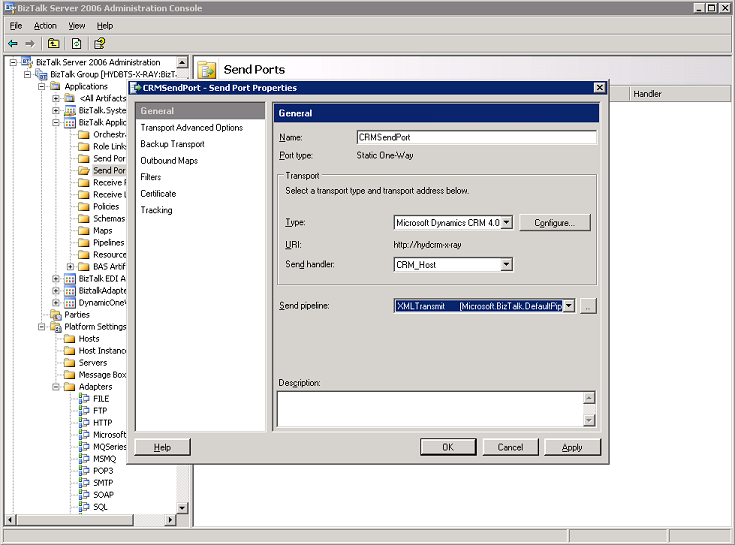 BizTalk Server 2006 Administration Console
File Action View Help
BizTalk Server 2006 Administration
BizTalk Group [HYDBTS-X-RAY:BizT
Applications
<All Artifacts
BizTalk.System
BizTalk Applic
Orchestr
Role Links
Send Por
Send Por
Receive P
Receive L
Policies
Schemas
Maps
Pipelines
Resource
BAS Artif
BizTalk EDI A
BiztalkAdapte
DynamicOneV
Parties
Platform Settings
Hosts
Host Instanc
Servers
Message Box
Adapters
FILE
FTP
HTTP
Microsoft
MQSeries
MSMQ
POP3
SMTP
SOAP
SQL
Send Ports
Handler
CRMSendPort - Send Port Properties
General
Transport Advanced Options
Backup Transport
Outbound Maps
Filters
Certificate
Tracking
General
Name: CRMSendPort
Port type: Static One-Way
Transport
Select a transport type and transport address below.
Type: Microsoft Dynamics CRM 4.0 Configure...
URI: http://hydcrm-x-ray
Send handler: CRM_Host
Send pipeline: XMLTransmit [Microsoft.BizTalk.DefaultPip ...
Description:
Help OK Cancel Apply